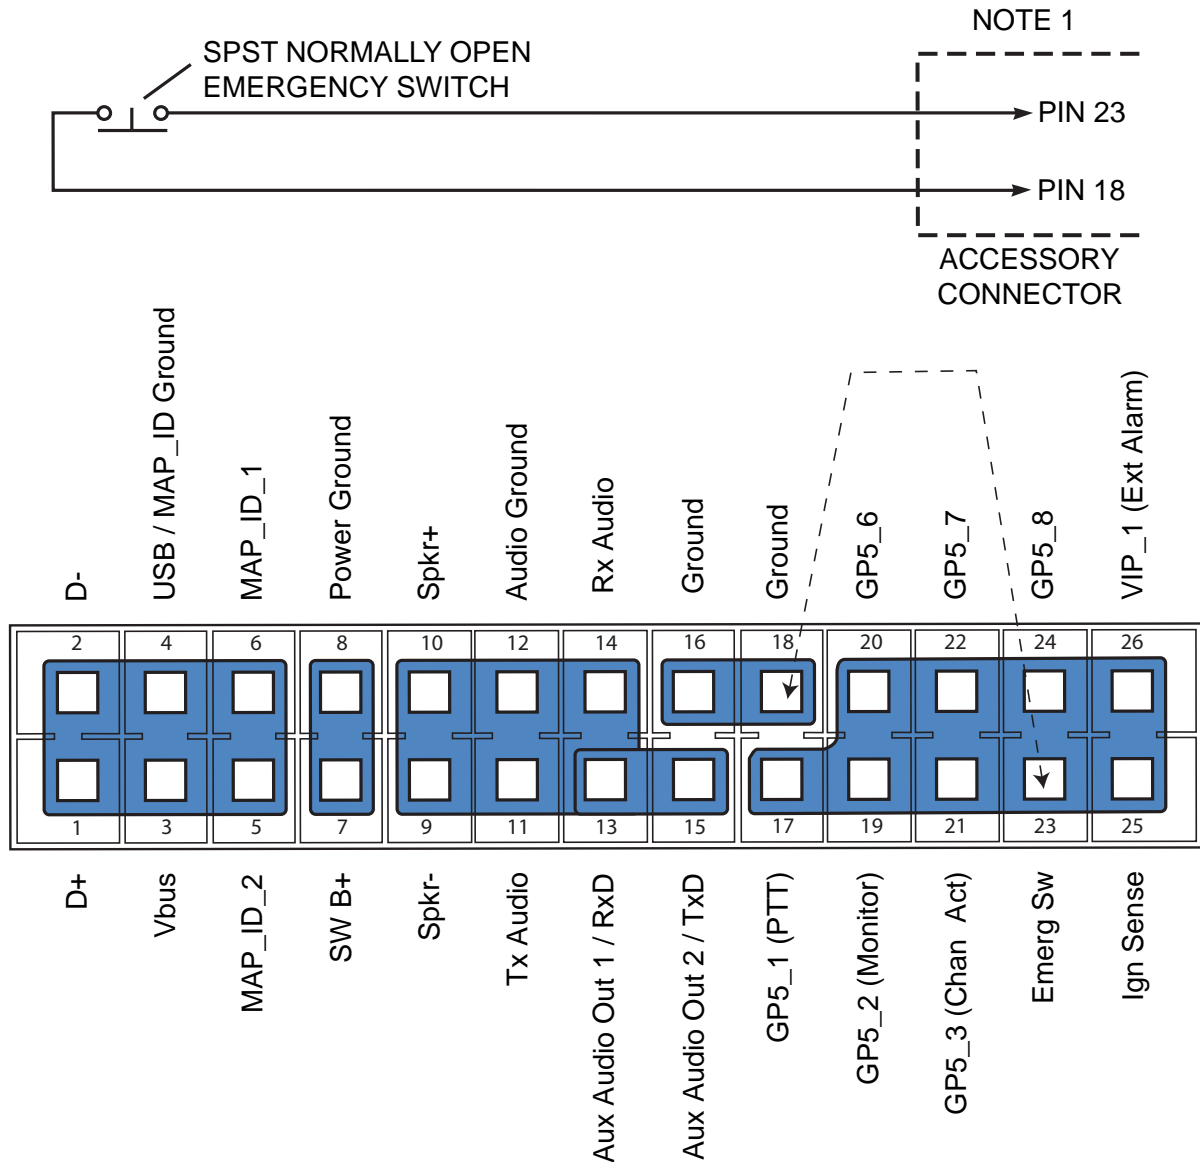 NOTE 1
SPST NORMALLY OPEN
EMERGENCY SWITCH
PIN 23
PIN 18
ACCESSORY
CONNECTOR
D-
USB / MAP_ID Ground
MAP_ID_1
Power Ground
Spkr+
Audio Ground
Rx Audio
Ground
Ground
GP5_6
GP5_7
GP5_8
VIP_1 (Ext Alarm)
2 4 6 8 10 12 14 16 18 20 22 24 26
1 3 5 7 9 11 13 15 17 19 21 23 25
D+
Vbus
MAP_ID_2
SW B+
Spkr-
Tx Audio
Aux Audio Out 1 / RxD
Aux Audio Out 2 / TxD
GP5_1 (PTT)
GP5_2 (Monitor)
GP5_3 (Chan Act)
Emerg Sw
Ign Sense